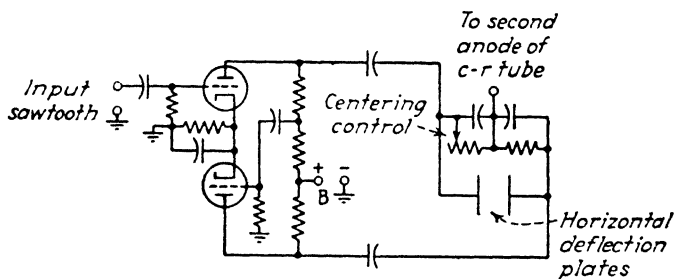 To second
anode of
c-r tube
Input
sawtooth
Centering
control
+ -
B
Horizontal
deflection
plates